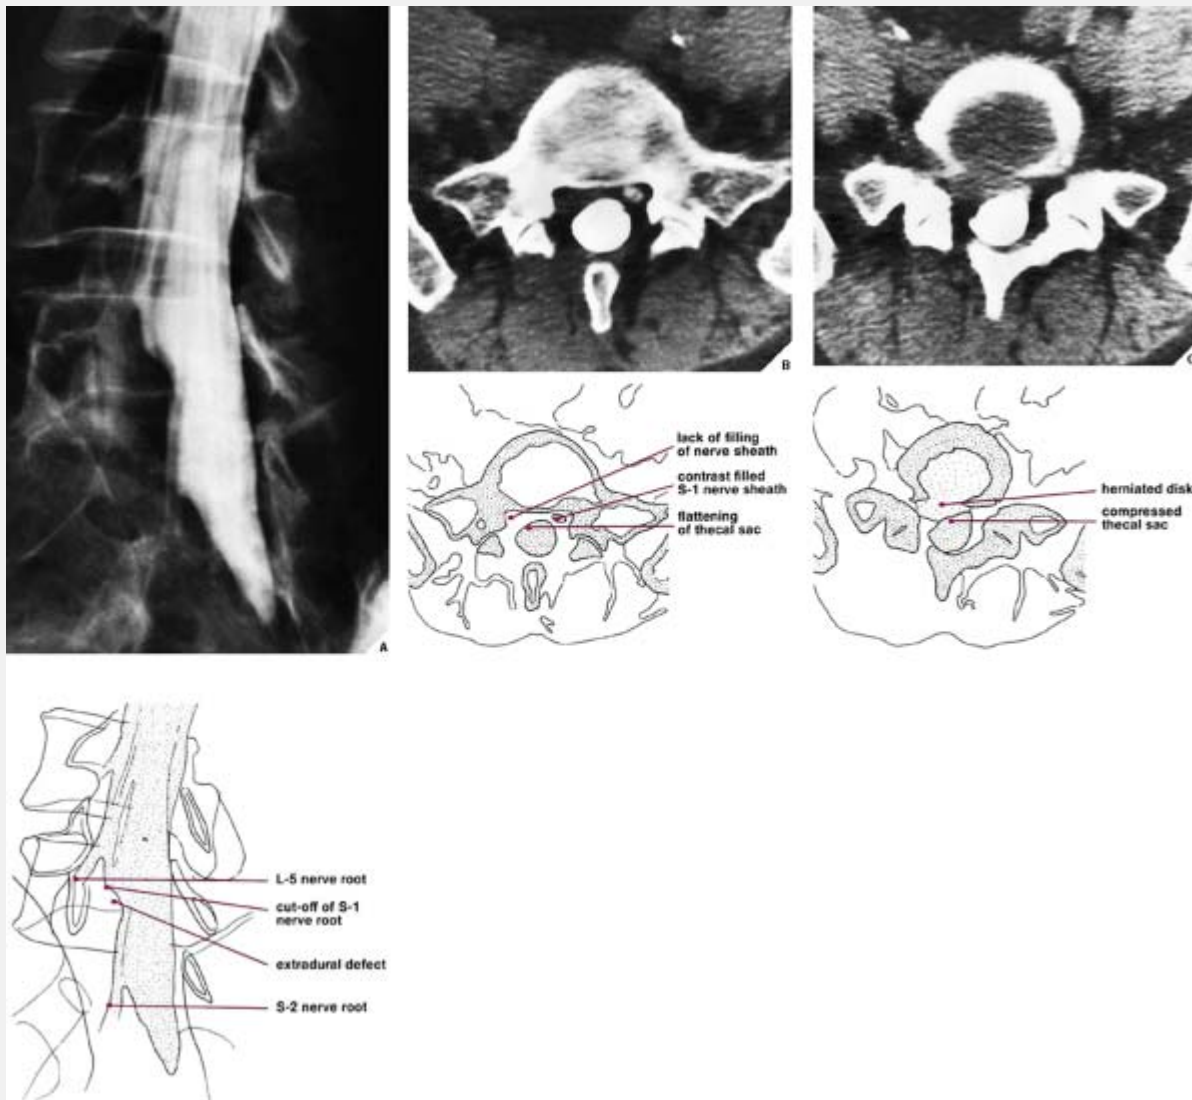 A
B
C
lack of filling
of nerve sheath
contrast filled
S-1 nerve sheath
flattening
of thecal sac
herniated disk
compressed
thecal sac
L-5 nerve root
cut-off of S-1
nerve root
extradural defect
S-2 nerve root